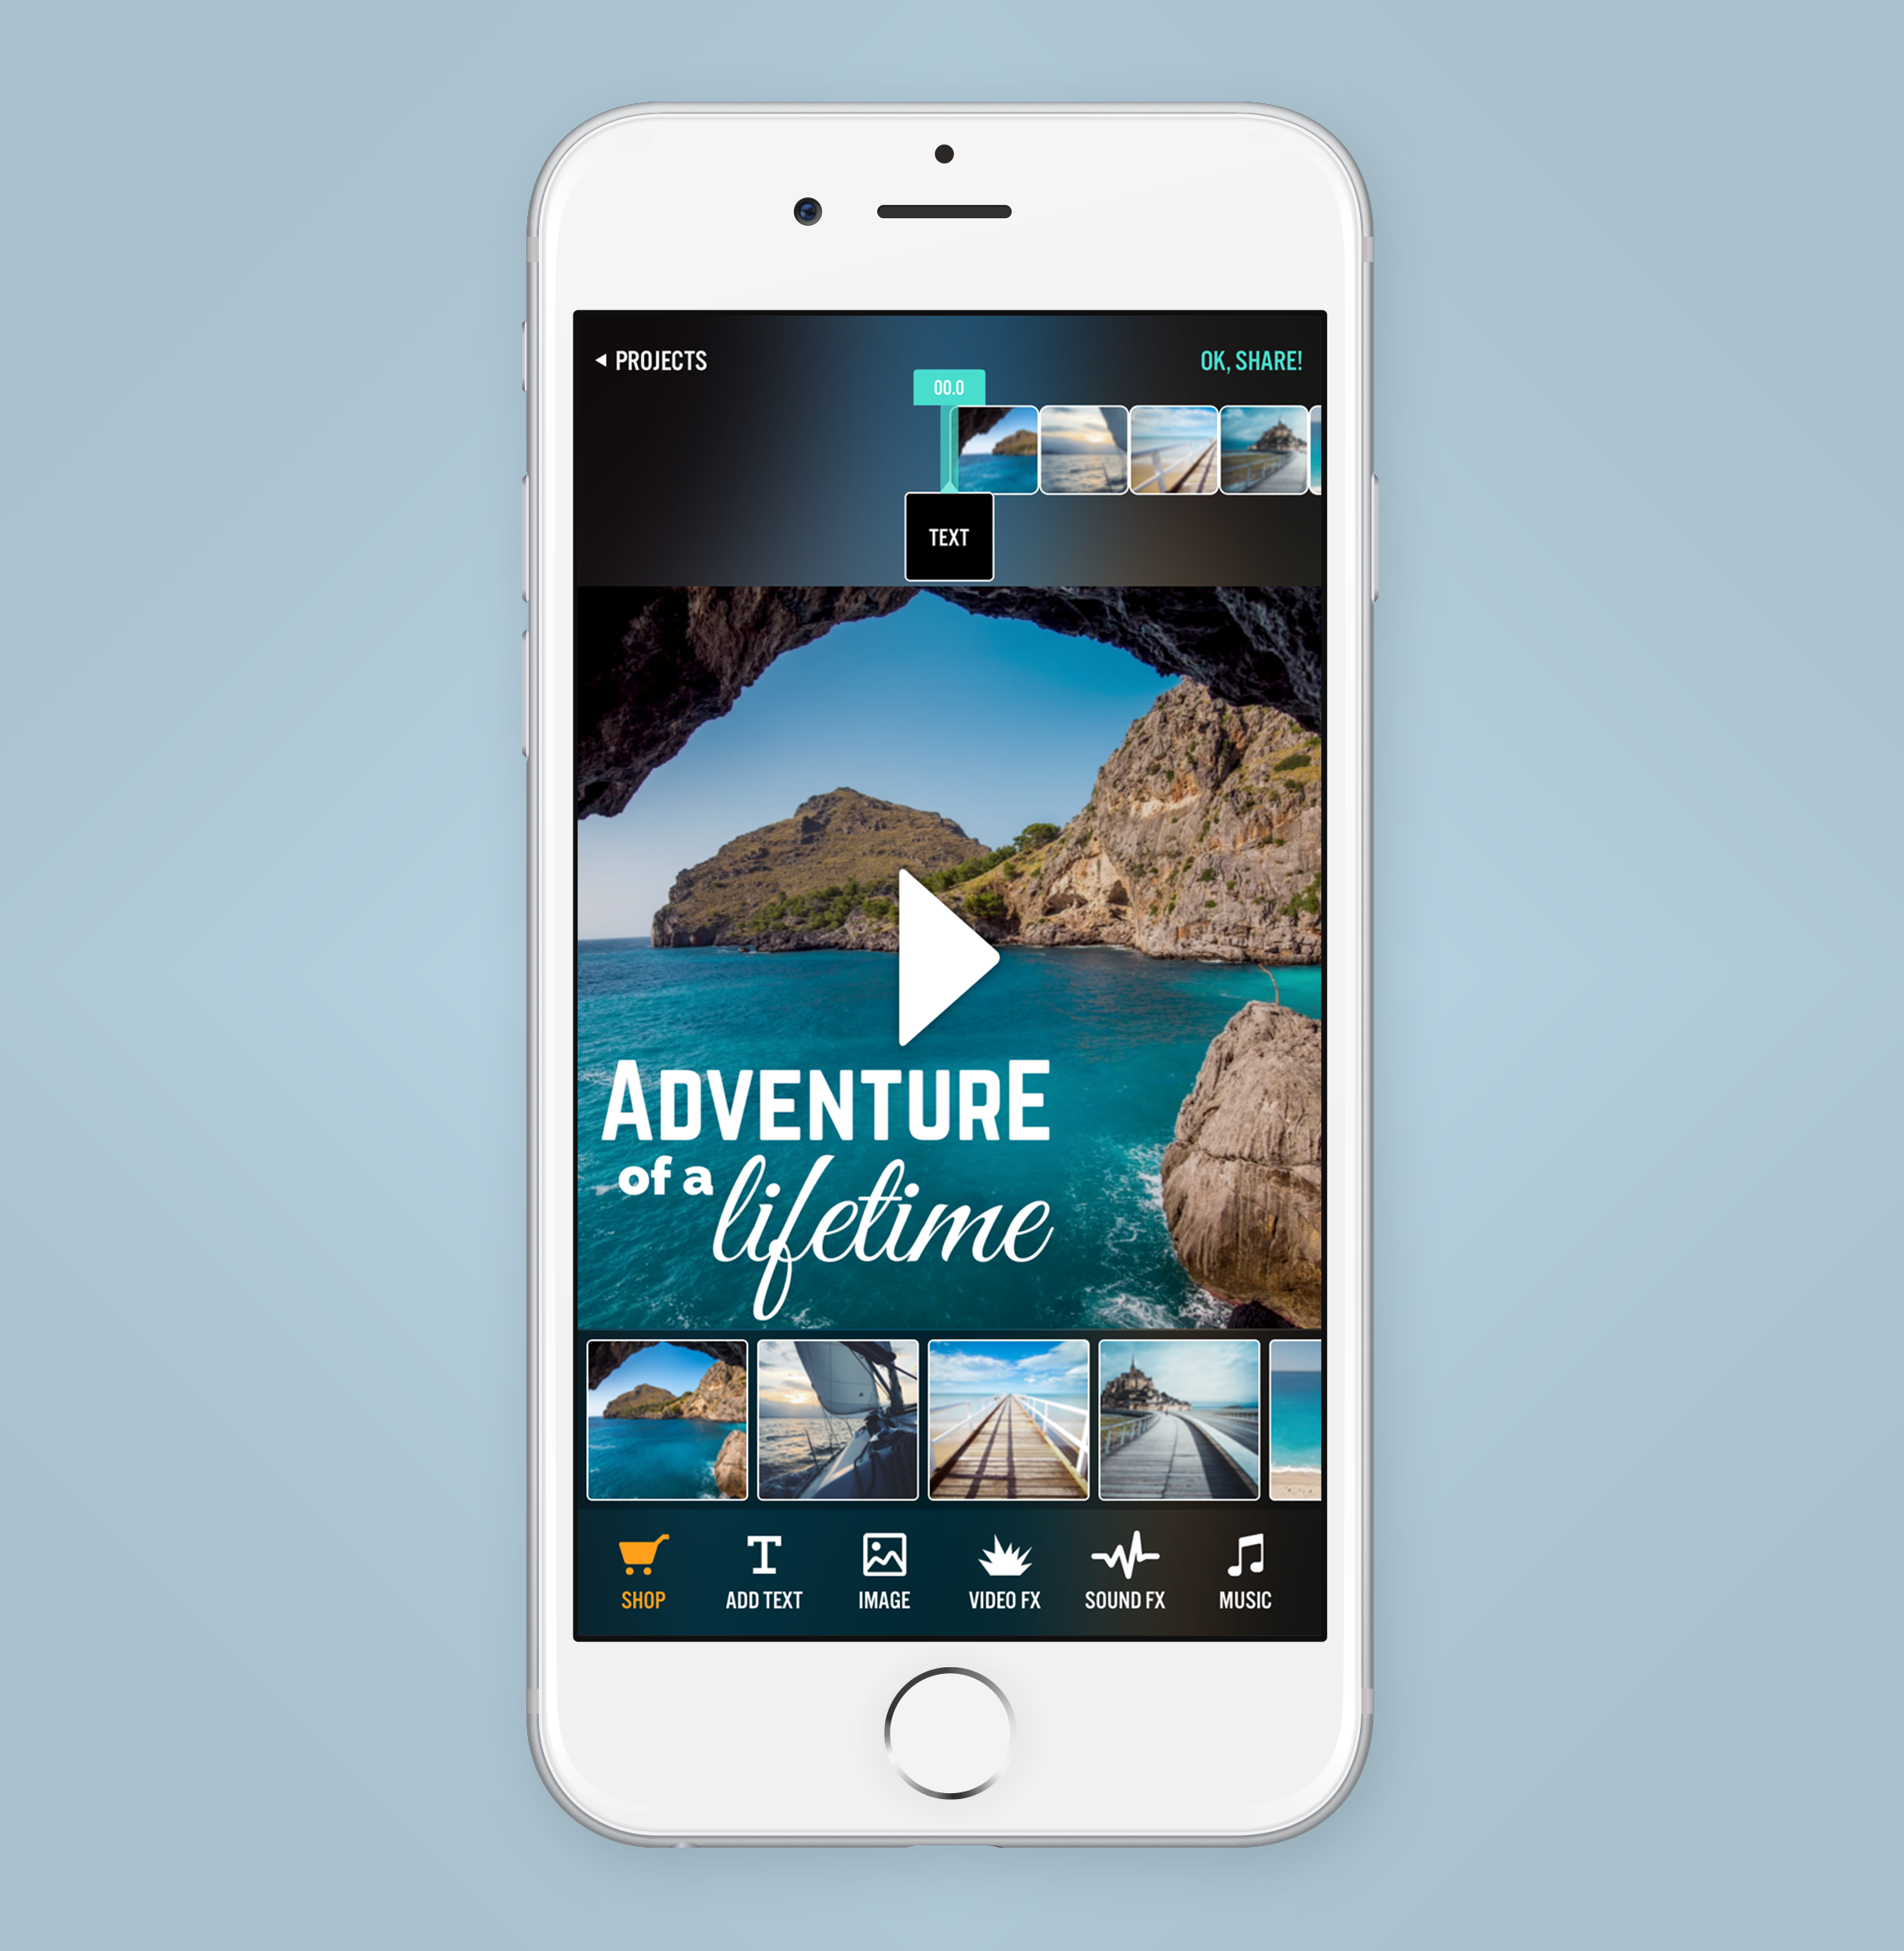 PROJECTS
OK, SHARE!
00.0
TEXT
ADVENTURE
of a lifetime
SHOP
ADD TEXT
IMAGE
VIDEO FX
SOUND FX
MUSIC